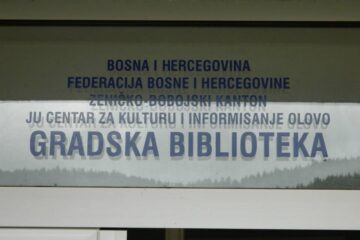 BOSNA I HERCEGOVINA
FEDERACIJA BOSNE I HERCEGOVINE
ZENIČKO-DOBOJSKI KANTON
JU CENTAR ZA KULTURU I INFORMISANJE OLOVO
GRADSKA BIBLIOTEKA